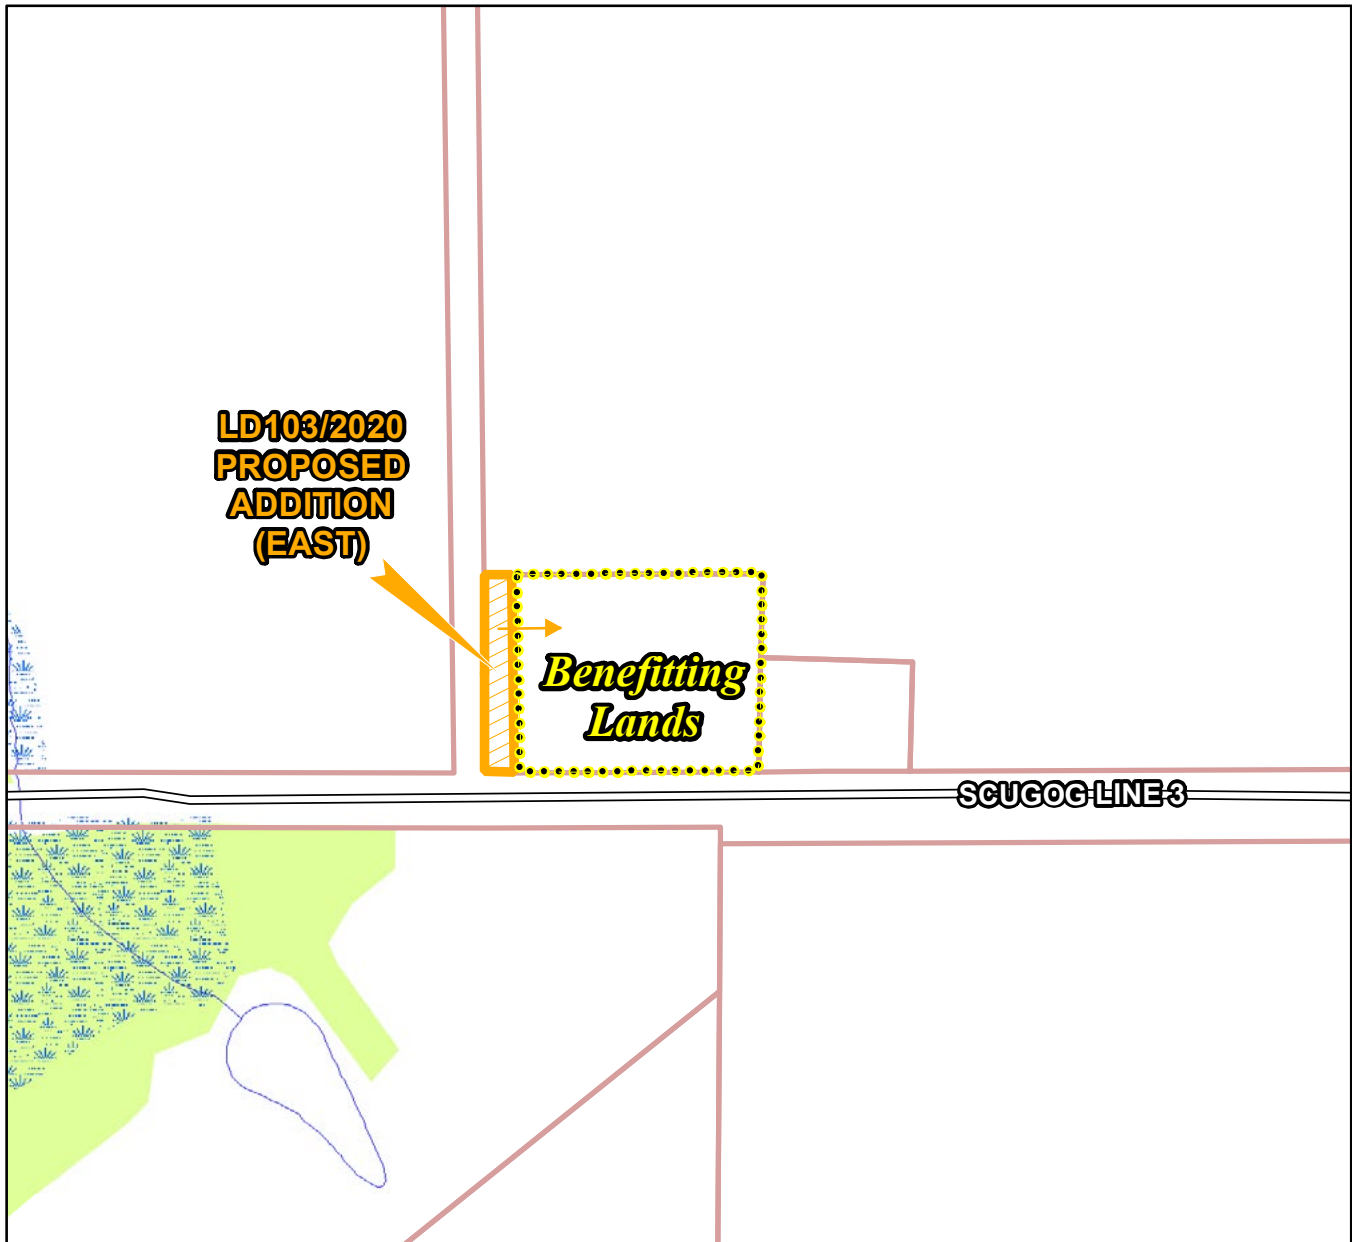 LD103/2020
PROPOSED
ADDITION
(EAST)
Benefitting
Lands
SCUGOG LINE 3